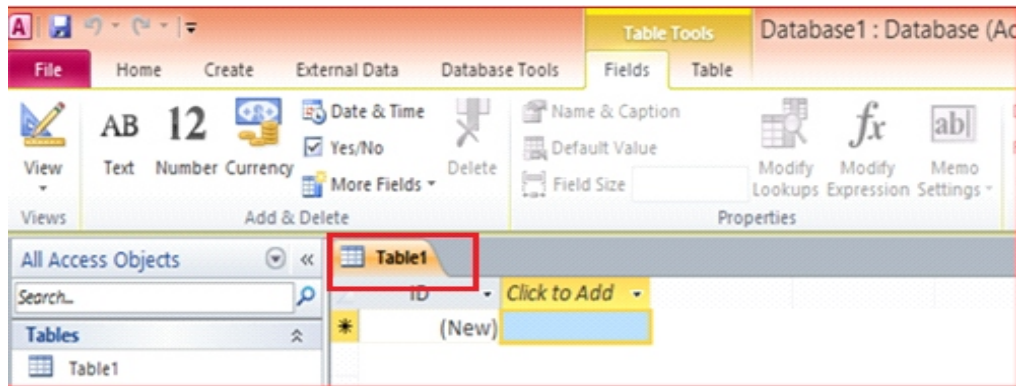 A
Table Tools Database1 : Database (Ac
File Home Create External Data Database Tools Fields Table
View
AB Text
12 Number
Currency
Date & Time
Yes/No
More Fields
Delete
Name & Caption
Default Value
Field Size
Modify Lookups
fx Modify Expression
ab Memo Settings
Views Add & Delete Properties
All Access Objects «
Search...
Tables
Table1
Table1
ID Click to Add
* (New)